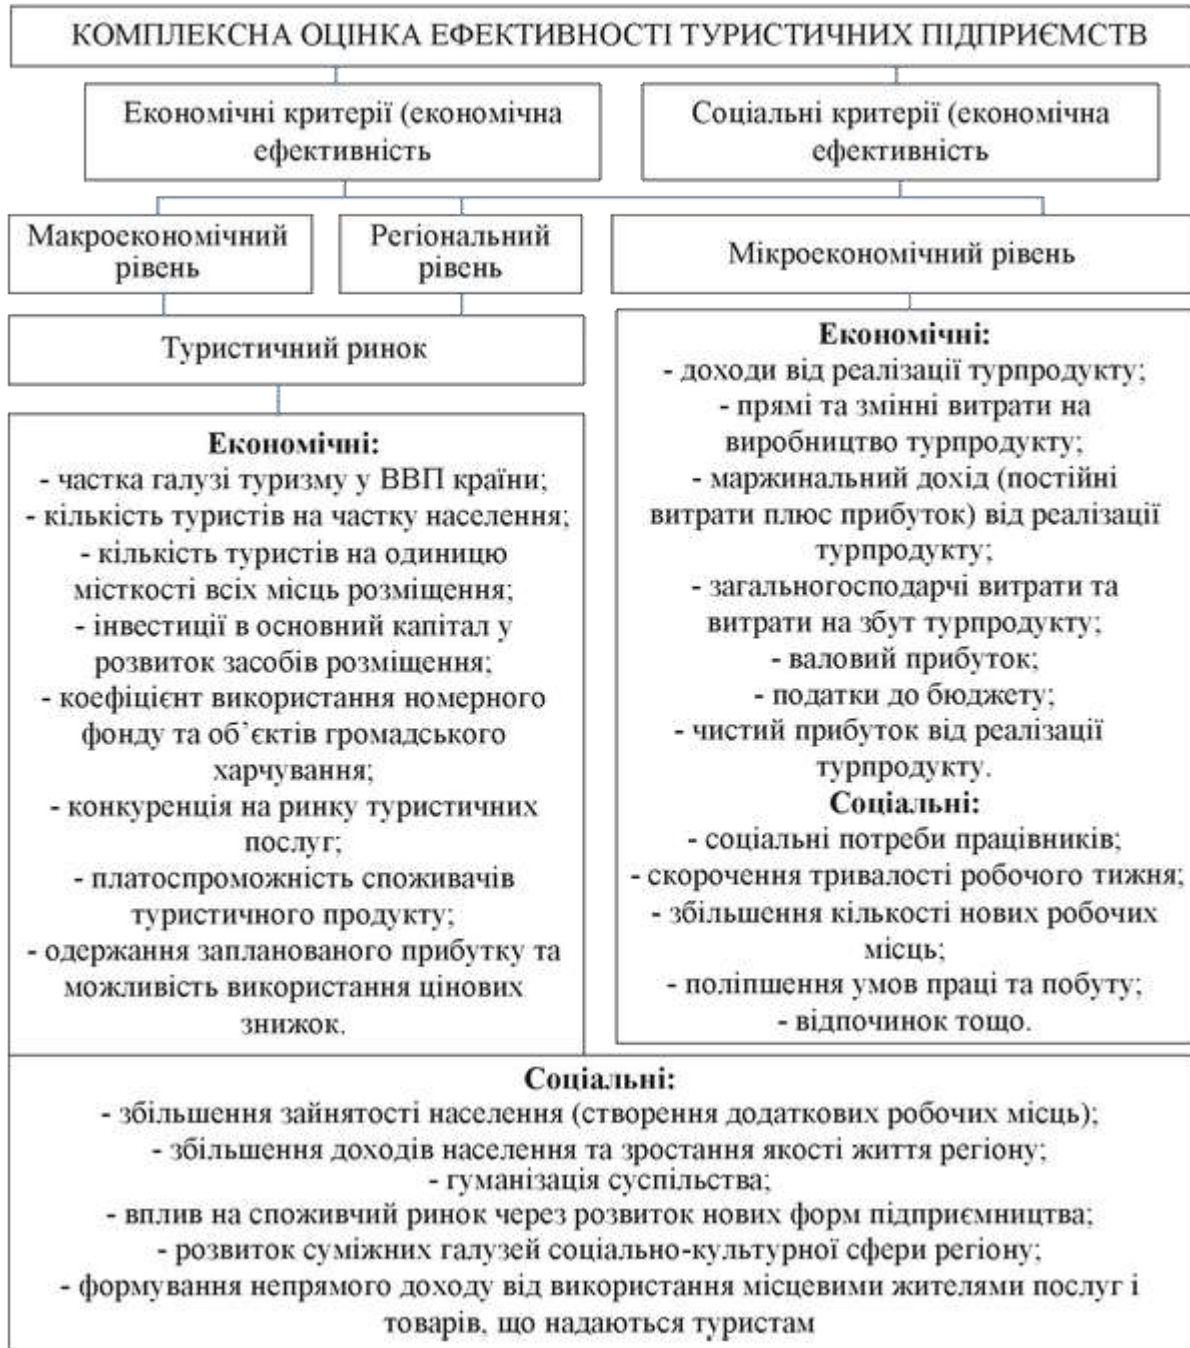 КОМПЛЕКСНА ОЦІНКА ЕФЕКТИВНОСТІ ТУРИСТИЧНИХ ПІДПРИЄМСТВ
Економічні критерії (економічна
ефективність
Соціальні критерії (економічна
ефективність
Макроекономічний
рівень
Регіональний
рівень
Мікроекономічний рівень
Туристичний ринок
Економічні:
- частка галузі туризму у ВВП країни;
- кількість туристів на частку населення;
- кількість туристів на одиницю
місткості всіх місць розміщення;
- інвестиції в основний капітал у
розвиток засобів розміщення;
- коефіцієнт використання номерного
фонду та об’єктів громадського
харчування;
- конкуренція на ринку туристичних
послуг;
- платоспроможність споживачів
туристичного продукту;
- одержання запланованого прибутку та
можливість використання цінових
знижок.
Економічні:
- доходи від реалізації турпродукту;
- прямі та змінні витрати на
виробництво турпродукту;
- маржинальний дохід (постійні
витрати плюс прибуток) від реалізації
турпродукту;
- загальногосподарчі витрати та
витрати на збут турпродукту;
- валовий прибуток;
- податки до бюджету;
- чистий прибуток від реалізації
турпродукту.
Соціальні:
- соціальні потреби працівників;
- скорочення тривалості робочого тижня;
- збільшення кількості нових робочих
місць;
- поліпшення умов праці та побуту;
- відпочинок тощо.
Соціальні:
- збільшення зайнятості населення (створення додаткових робочих місць);
- збільшення доходів населення та зростання якості життя регіону;
- гуманізація суспільства;
- вплив на споживчий ринок через розвиток нових форм підприємництва;
- розвиток суміжних галузей соціально-культурної сфери регіону;
- формування непрямого доходу від використання місцевими жителями послуг і
товарів, що надаються туристам